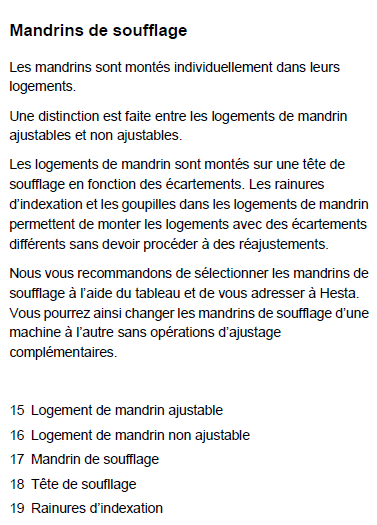 Mandrins de soufflage
Les mandrins sont montés individuellement dans leurs
logements.
Une distinction est faite entre les logements de mandrin
ajustables et non ajustables.
Les logements de mandrin sont montés sur une tête de
soufflage en fonction des écartements. Les rainures
d'indexation et les goupilles dans les logements de mandrin
permettent de monter les logements avec des écartements
différents sans devoir procéder à des réajustements.
Nous vous recommandons de sélectionner les mandrins de
soufflage à l'aide du tableau et de vous adresser à Hesta.
Vous pourrez ainsi changer les mandrins de soufflage d'une
machine à l'autre sans opérations d'ajustage
complémentaires.
15 Logement de mandrin ajustable
16 Logement de mandrin non ajustable
17 Mandrin de soufflage
18 Tête de soufllage
19 Rainures d'indexation